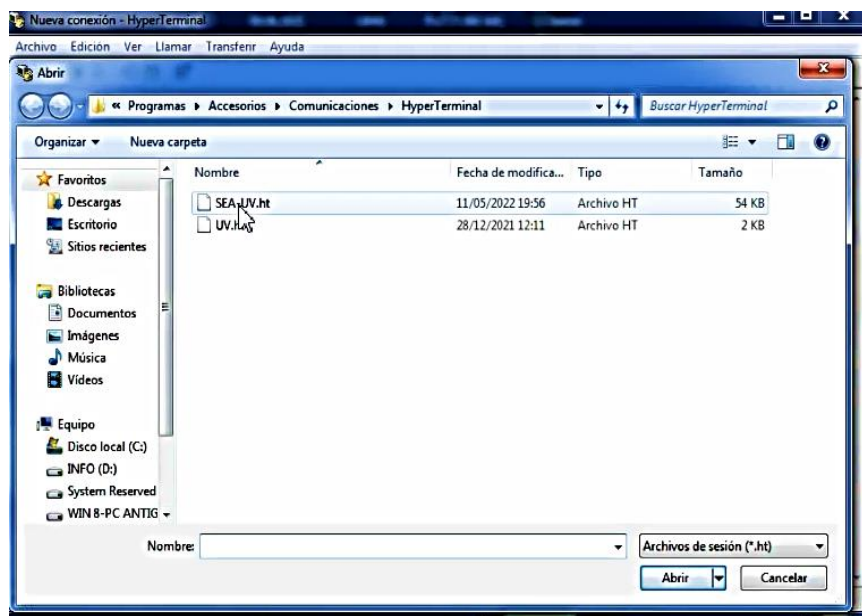 Nueva conexión - HyperTerminal
Archivo Edición Ver Llamar Transferir Ayuda
Abrir
« Programas Accesorios Comunicaciones HyperTerminal Buscar HyperTerminal
Organizar Nueva carpeta
Nombre Fecha de modifica... Tipo Tamaño
SEA-UV.ht 11/05/2022 19:56 Archivo HT 54 KB
28/12/2021 12:11 Archivo HT 2 KB
Favoritos
Descargas
Escritorio
Sitios recientes
Bibliotecas
Documentos
Imágenes
Música
Vídeos
Equipo
Disco local (C:)
INFO (D:)
System Reserved
WIN 8-PC ANTIG
Nombre: Archivos de sesión (*.ht)
Abrir Cancelar